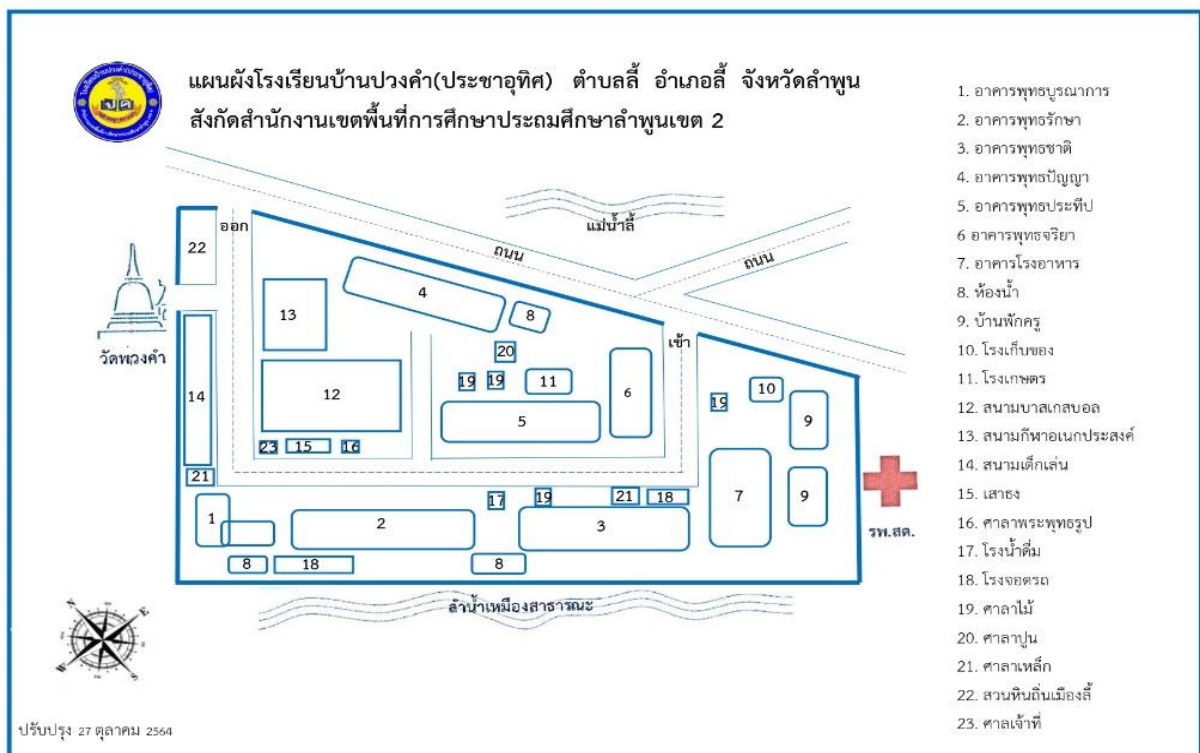 แผนผังโรงเรียนบ้านปวงคำ(ประชาอุทิศ) ตำบลลี้ อำเภอลี้ จังหวัดลำพูน
สังกัดสำนักงานเขตพื้นที่การศึกษาประถมศึกษาลำพูนเขต 2
1. อาคารพุทธบูรณาการ
2. อาคารพุทธรักษา
3. อาคารพุทธชาติ
4. อาคารพุทธปัญญา
5. อาคารพุทธประทีป
6 อาคารพุทธจริยา
7. อาคารโรงอาหาร
8. ห้องน้ำ
9. บ้านพักครู
10. โรงเก็บของ
11. โรงเกษตร
12. สนามบาสเกสบอล
13. สนามกีฬาอเนกประสงค์
14. สนามเด็กเล่น
15. เสาธง
16. ศาลาพระพุทธรูป
17. โรงน้ำดื่ม
18. โรงจอดรถ
19. ศาลาไม้
20. ศาลาปูน
21. ศาลาเหล็ก
22. สวนหินถิ่นเมืองลี้
23. ศาลเจ้าที่
แม่น้ำลี้
ออก
22
ถนน
ถนน
4
13
8
เข้า
วัดพวงคำ
20
19
19
11
6
10
14
12
19
9
5
23
15
16
21
17
19
21
18
7
9
1
2
3
รพ.สต.
8
18
8
ลำน้ำเหมืองสาธารณะ
N
E
W
S
ปรับปรุง 27 ตุลาคม 2564